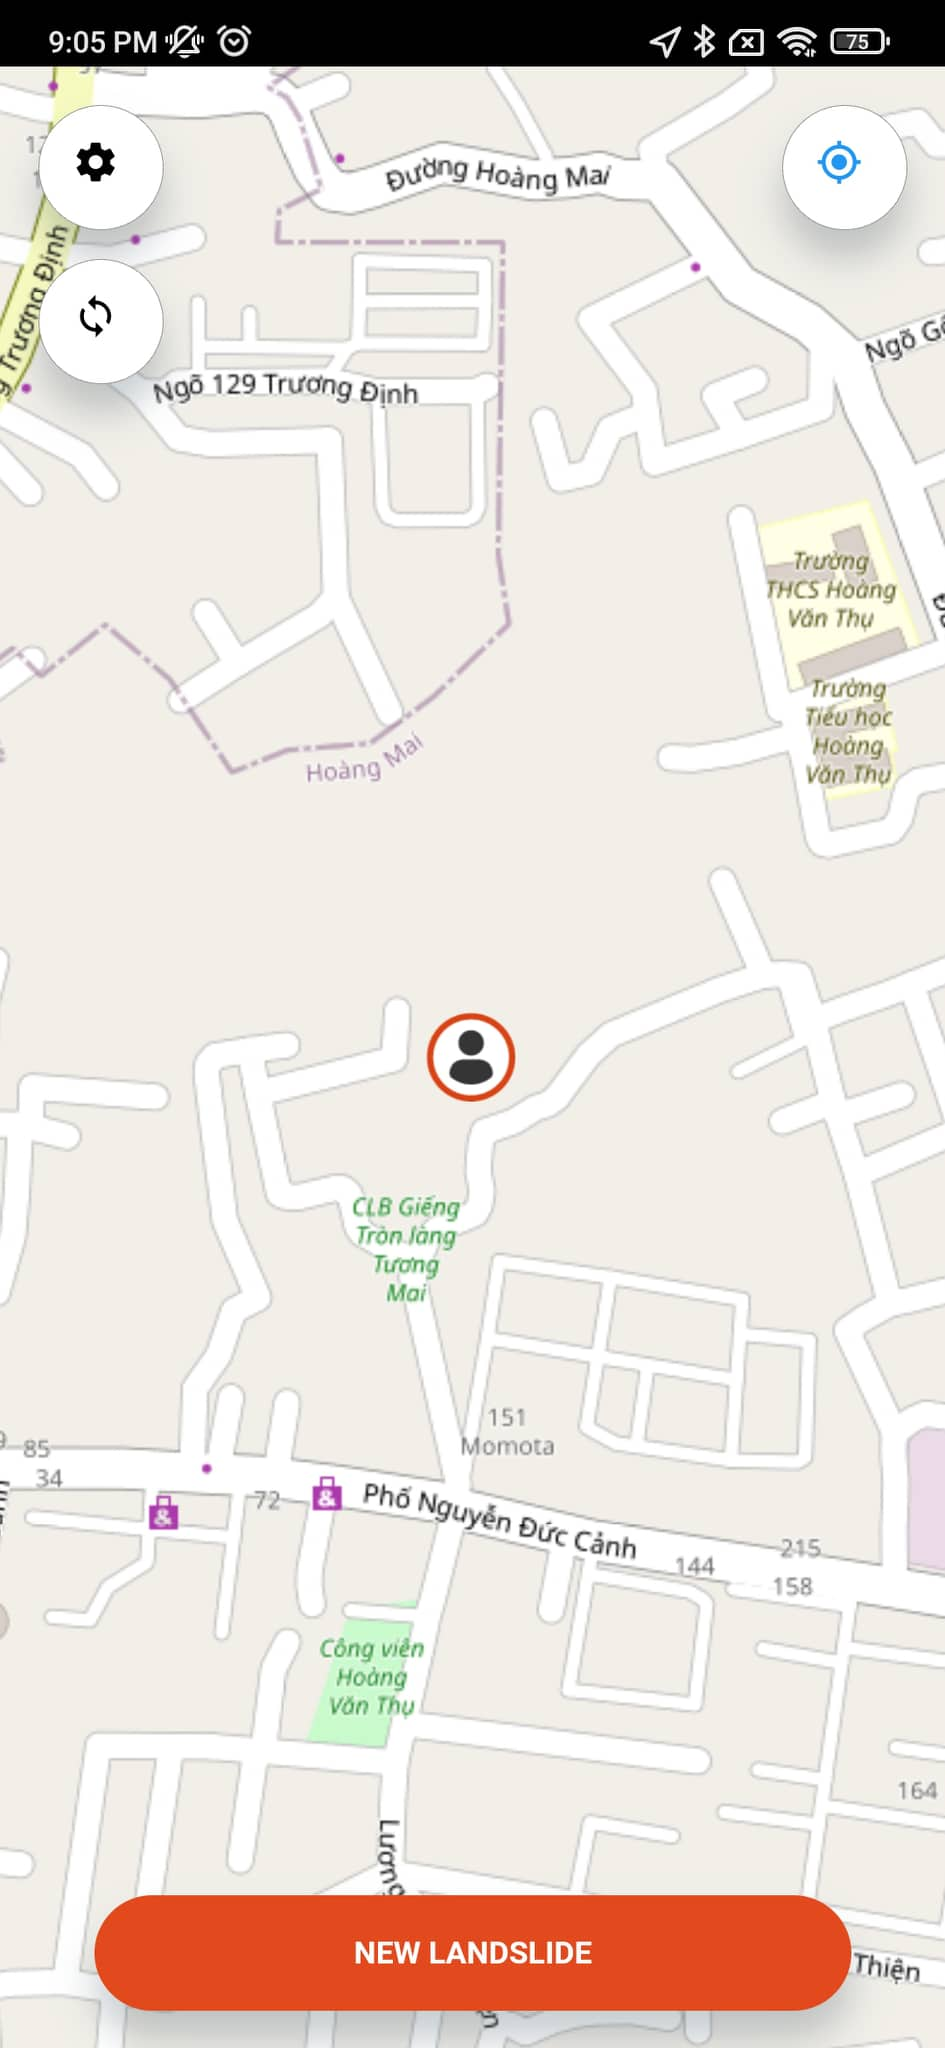 9:05 PM
75
Đường Hoàng Mai
Trương Định
Ngõ
Ngõ 129 Trương Định
Trường
THCS Hoàng
Văn Thụ
Trường
Tiểu học
Hoàng
Văn Thụ
Hoàng Mai
CLB Giếng
Tròn làng
Tương
Mai
151
Momota
85
34
72
&
&
Phố Nguyễn Đức Cảnh
144
215
158
Công viên
Hoàng
Văn Thụ
164
Lương
NEW LANDSLIDE
Thiện